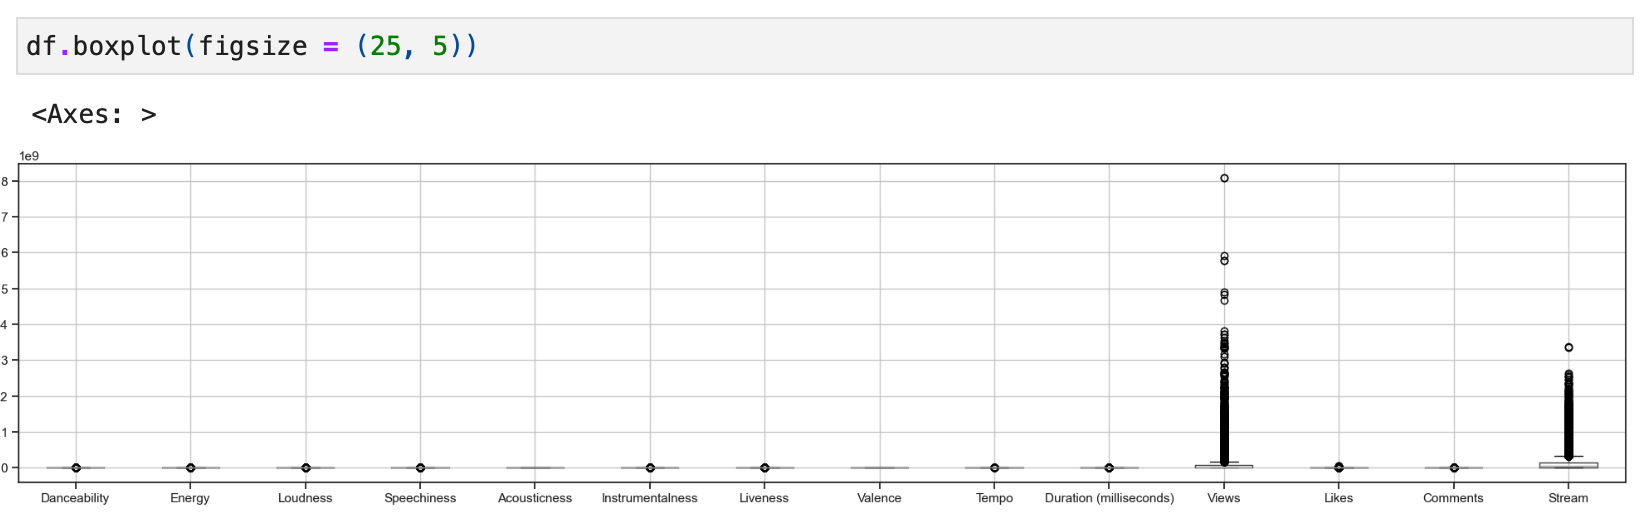 df.boxplot(figsize = (25, 5))
<Axes: >
1e9
8
7
6
5
4
3
2
1
0
Danceability Energy Loudness Speechiness Acousticness Instrumentalness Liveness Valence Tempo Duration (milliseconds) Views Likes Comments Stream